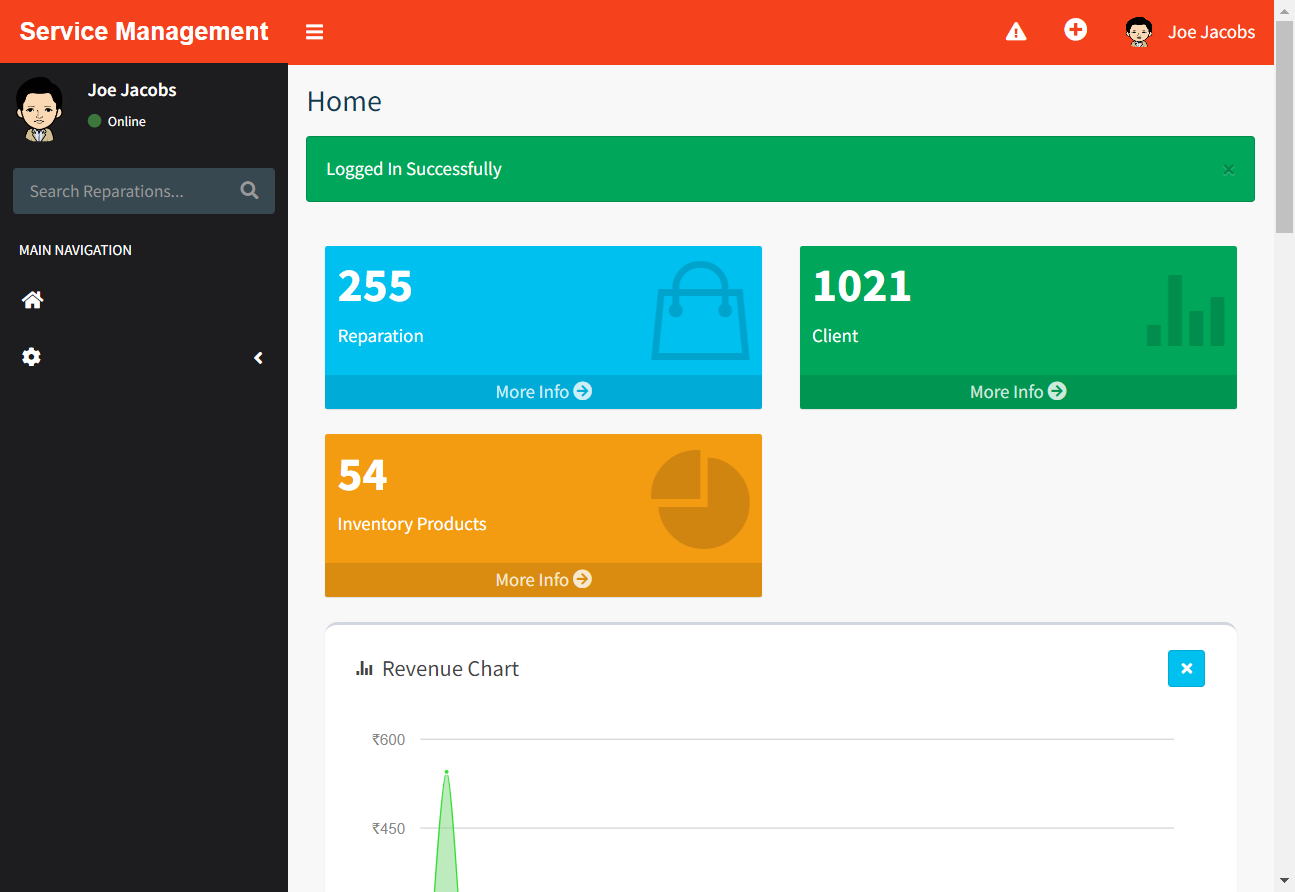 Service Management
Joe Jacobs
Joe Jacobs
Online
Search Reparations...
MAIN NAVIGATION
Home
Logged In Successfully
×
255
Reparation
More Info
1021
Client
More Info
54
Inventory Products
More Info
Revenue Chart
₹600
₹450